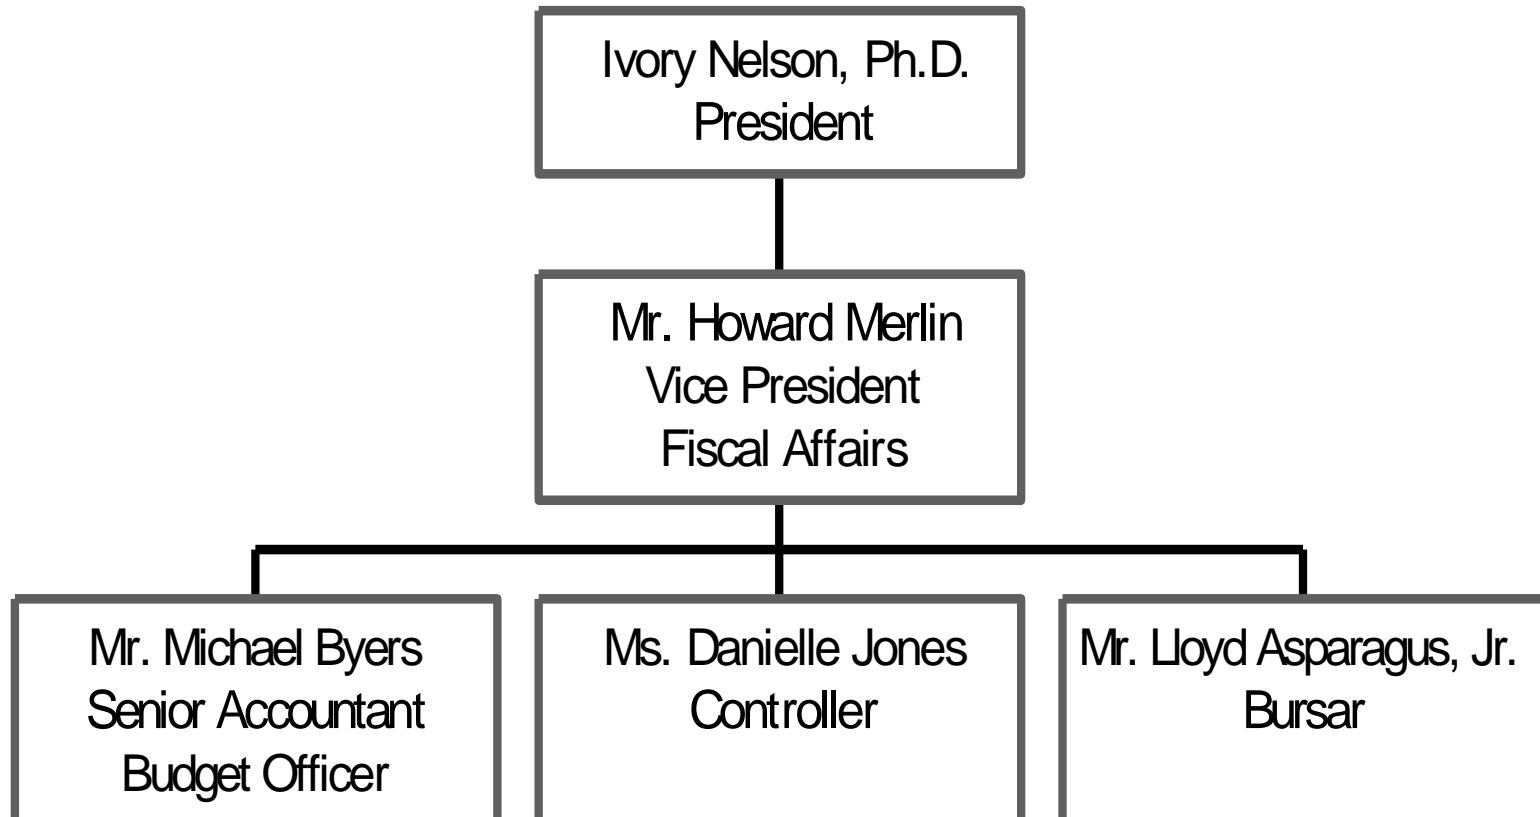 Ivory Nelson, Ph.D.
President
Mr. Howard Merlin
Vice President
Fiscal Affairs
Mr. Michael Byers
Senior Accountant
Budget Officer
Ms. Danielle Jones
Controller
Mr. Lloyd Asparagus, Jr.
Bursar